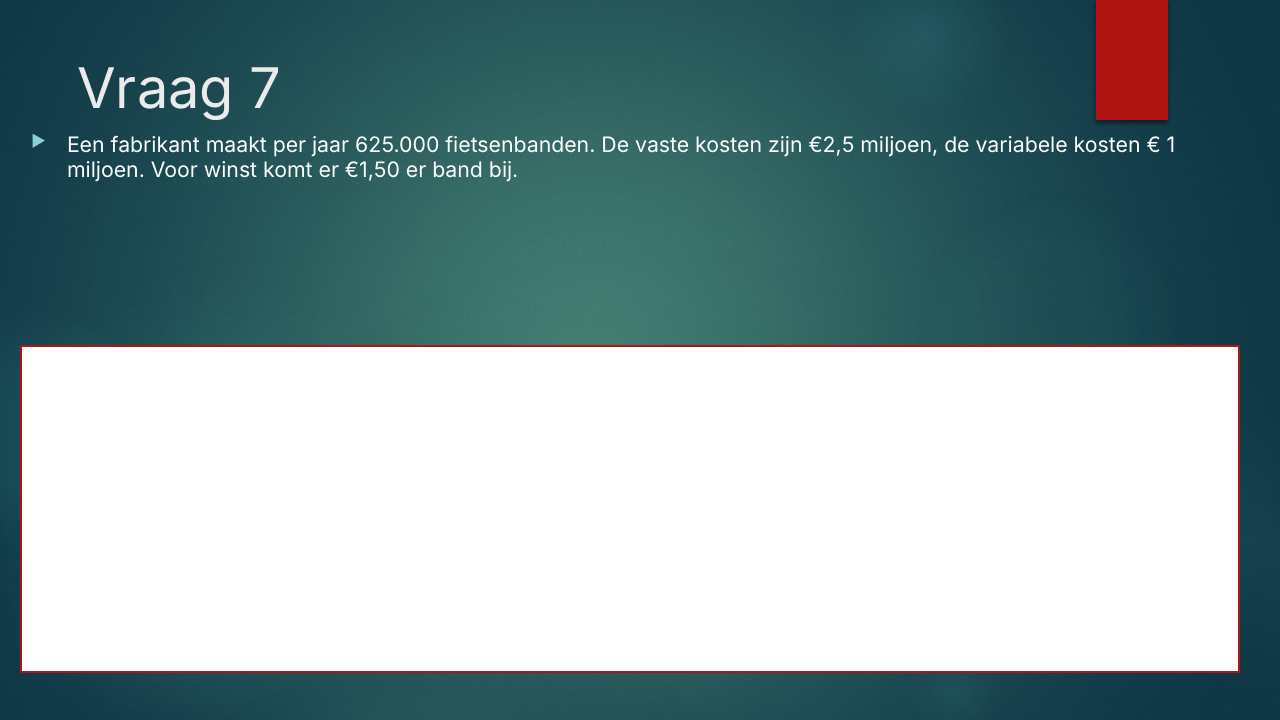 Vraag 7
Een fabrikant maakt per jaar 625.000 fietsenbanden. De vaste kosten zijn €2,5 miljoen, de variabele kosten € 1
miljoen. Voor winst komt er €1,50 er band bij.